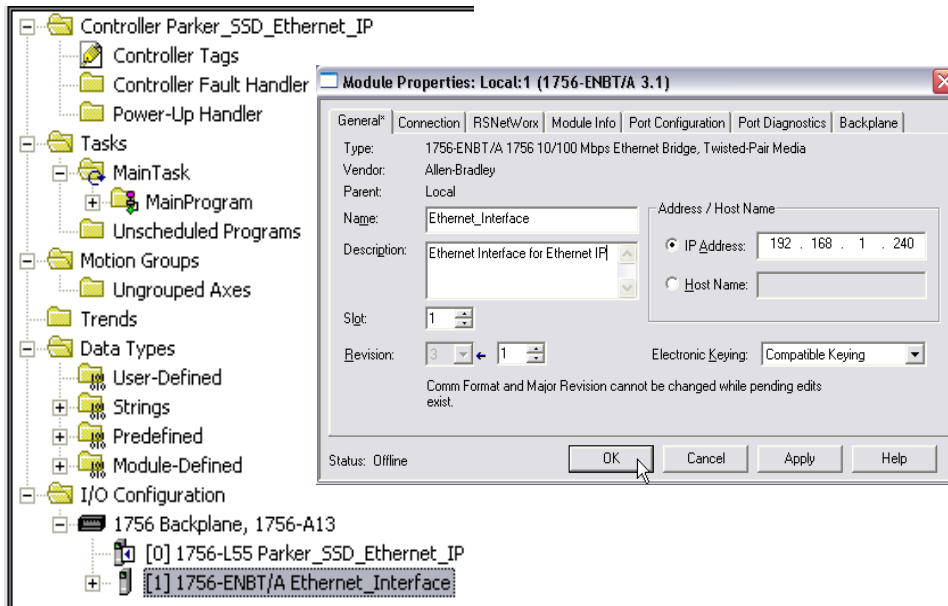 Controller Parker_SSD_Ethernet_IP
Controller Tags
Controller Fault Handler
Power-Up Handler
Tasks
MainTask
MainProgram
Unscheduled Programs
Motion Groups
Ungrouped Axes
Trends
Data Types
User-Defined
Strings
Predefined
Module-Defined
I/O Configuration
1756 Backplane, 1756-A13
[0] 1756-L55 Parker_SSD_Ethernet_IP
[1] 1756-ENBT/A Ethernet_Interface
Module Properties: Local:1 (1756-ENBT/A 3.1)
General* Connection RSNetWorx Module Info Port Configuration Port Diagnostics Backplane
Type: 1756-ENBT/A 1756 10/100 Mbps Ethernet Bridge, Twisted-Pair Media
Vendor: Allen-Bradley
Parent: Local
Name: Ethernet_Interface
Description: Ethernet Interface for Ethernet IP
Address / Host Name
IP Address: 192 . 168 . 1 . 240
Host Name:
Slot: 1
Revision: 3 1
Electronic Keying: Compatible Keying
Comm Format and Major Revision cannot be changed while pending edits
exist.
Status: Offline
OK Cancel Apply Help